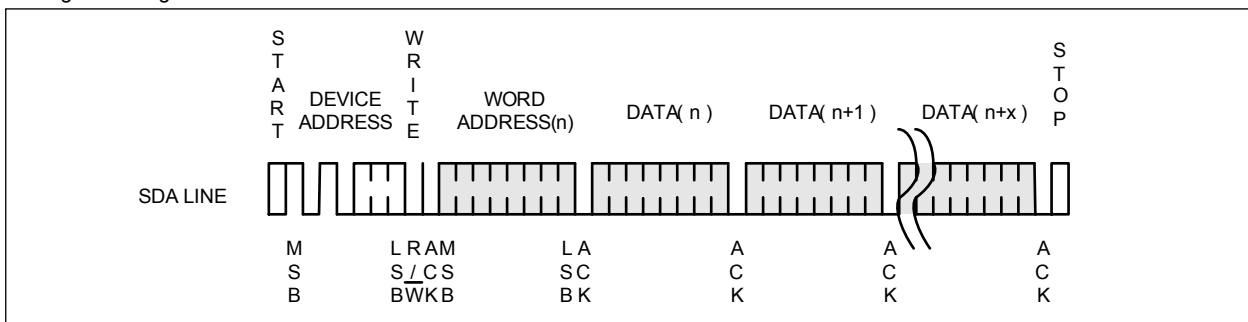 START
WRITE
STOP
DEVICE ADDRESS
WORD ADDRESS(n)
DATA( n )
DATA( n+1 )
DATA( n+x )
SDA LINE
MSB
LSB
R/W
ACK
MSB
LSB
ACK
ACK
ACK
ACK